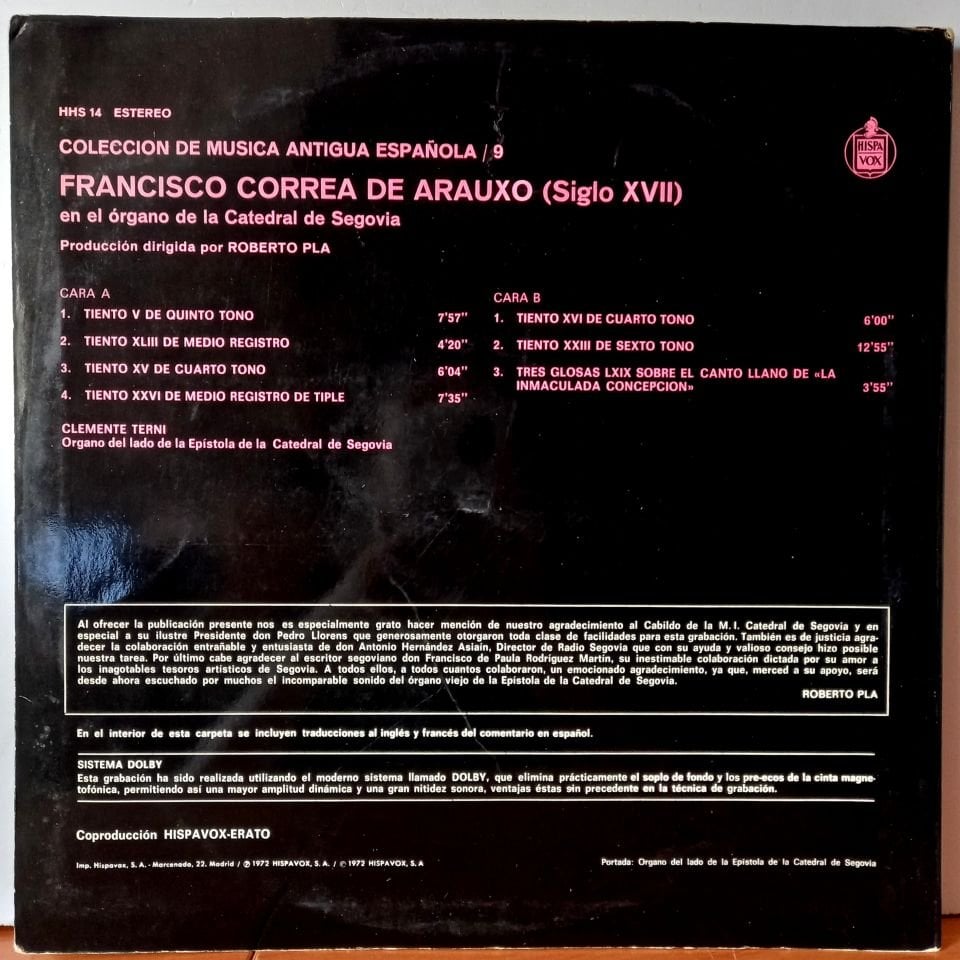 HHS 14 ESTEREO
HISPA
VOX
COLECCION DE MUSICA ANTIGUA ESPAÑOLA / 9
FRANCISCO CORREA DE ARAUXO (Siglo XVII)
en el órgano de la Catedral de Segovia
Producción dirigida por ROBERTO PLA
CARA A
1. TIENTO V DE QUINTO TONO 7'57"
2. TIENTO XLIII DE MEDIO REGISTRO 4'20"
3. TIENTO XV DE CUARTO TONO 6'04"
4. TIENTO XXVI DE MEDIO REGISTRO DE TIPLE 7'35"
CLEMENTE TERNI
Organo del lado de la Epístola de la Catedral de Segovia
CARA B
1. TIENTO XVI DE CUARTO TONO 6'00"
2. TIENTO XXIII DE SEXTO TONO 12'55"
3. TRES GLOSAS LXIX SOBRE EL CANTO LLANO DE «LA
INMACULADA CONCEPCION» 3'55"
Al ofrecer la publicación presente nos es especialmente grato hacer mención de nuestro agradecimiento al Cabildo de la M. I. Catedral de Segovia y en
especial a su ilustre Presidente don Pedro Llorens que generosamente otorgaron toda clase de facilidades para esta grabación. También es de justicia agra-
decer la colaboración entrañable y entusiasta de don Antonio Hernández Asiaín, Director de Radio Segovia que con su ayuda y valioso consejo hizo posible
nuestra tarea. Por último cabe agradecer al escritor segoviano don Francisco de Paula Rodríguez Martín, su inestimable colaboración dictada por su amor a
los inagotables tesoros artísticos de Segovia. A todos ellos, a todos cuantos colaboraron, un emocionado agradecimiento, ya que, merced a su apoyo, será
desde ahora escuchado por muchos el incomparable sonido del órgano viejo de la Epístola de la Catedral de Segovia.
ROBERTO PLA
En el interior de esta carpeta se incluyen traducciones al inglés y francés del comentario en español.
SISTEMA DOLBY
Esta grabación ha sido realizada utilizando el moderno sistema llamado DOLBY, que elimina prácticamente el soplo de fondo y los pre-ecos de la cinta magne-
tofónica, permitiendo así una mayor amplitud dinámica y una gran nitidez sonora, ventajas éstas sin precedente en la técnica de grabación.
Coproducción HISPAVOX-ERATO
Imp. Hispavox, S. A. - Marcenado, 22. Madrid / ℗ 1972 HISPAVOX, S. A. / © 1972 HISPAVOX, S. A
Portada: Organo del lado de la Epístola de la Catedral de Segovia